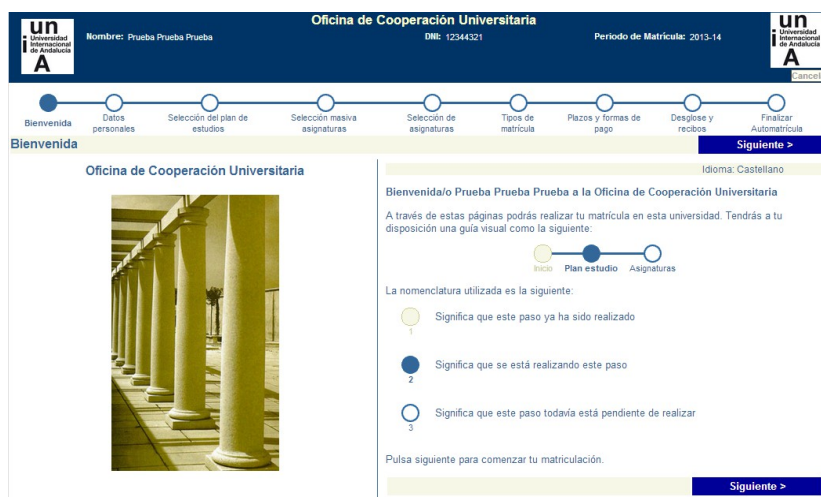 Oficina de Cooperación Universitaria
uni
Universidad
Internacional
de Andalucía
A
Nombre: Prueba Prueba Prueba
DNI: 12344321
Periodo de Matrícula: 2013-14
uni
Universidad
Internacional
de Andalucía
A
Cancel
Bienvenida
Datos
personales
Selección del plan de
estudios
Selección masiva
asignaturas
Selección de
asignaturas
Tipos de
matrícula
Plazos y formas de
pago
Desglose y
recibos
Finalizar
Automatrícula
Bienvenida
Siguiente >
Oficina de Cooperación Universitaria
Idioma: Castellano
Bienvenida/o Prueba Prueba Prueba a la Oficina de Cooperación Universitaria
A través de estas páginas podrás realizar tu matrícula en esta universidad. Tendrás a tu
disposición una guía visual como la siguiente:
Inicio
Plan estudio
Asignaturas
La nomenclatura utilizada es la siguiente:
Significa que este paso ya ha sido realizado
1
Significa que se está realizando este paso
2
Significa que este paso todavía está pendiente de realizar
3
Pulsa siguiente para comenzar tu matriculación.
Siguiente >